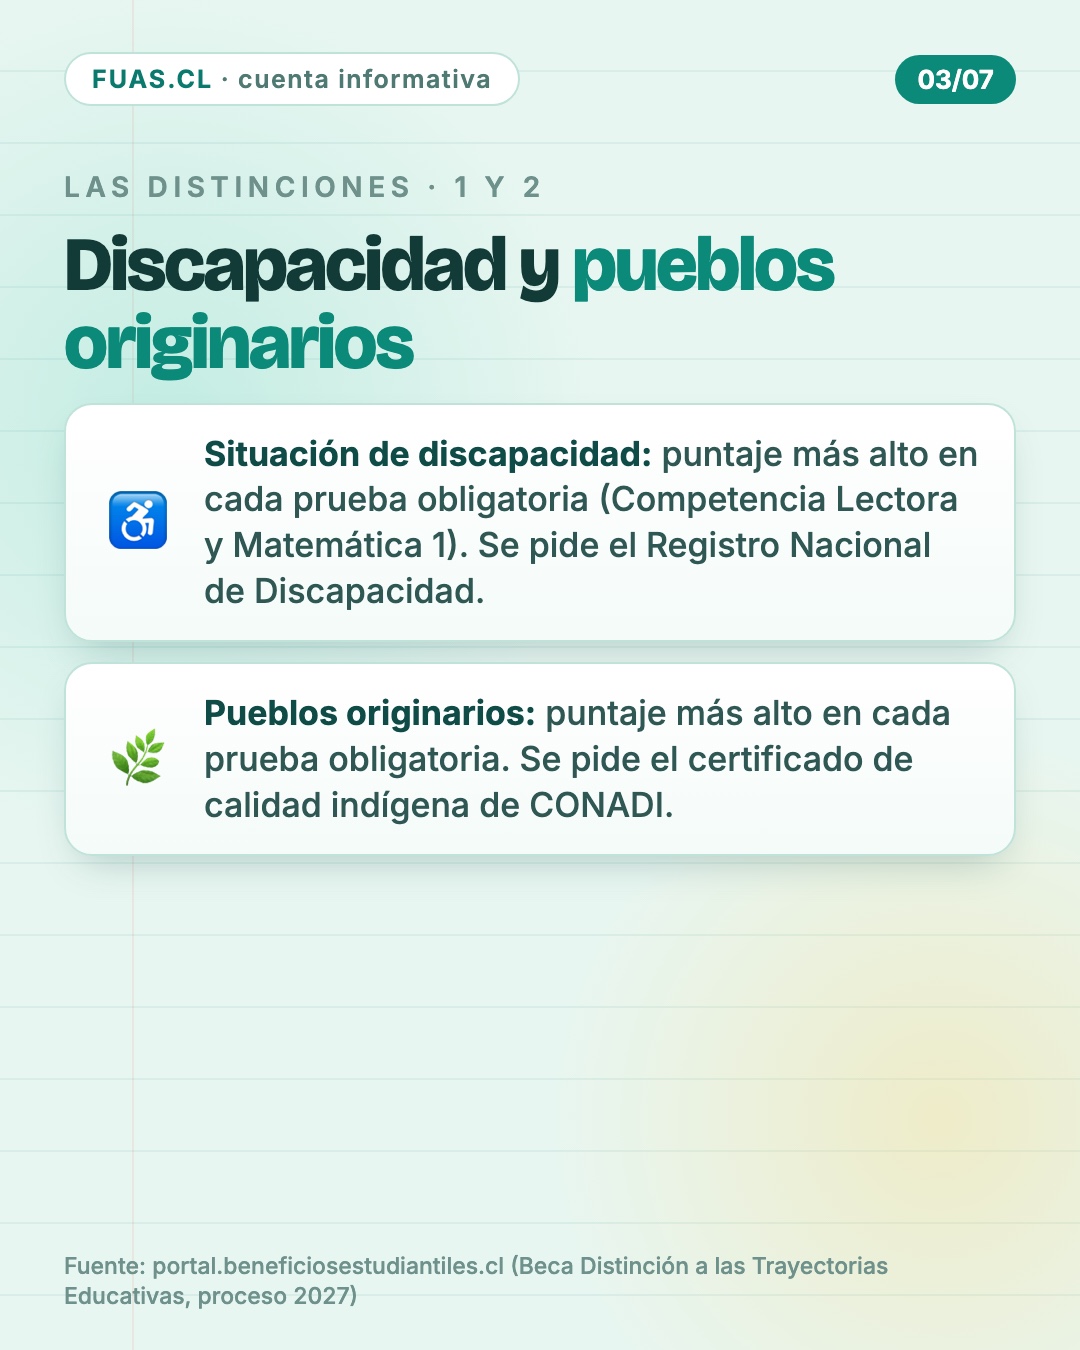 FUAS.CL · cuenta informativa
03/07
LAS DISTINCIONES · 1 Y 2
Discapacidad y pueblos
originarios
Situación de discapacidad: puntaje más alto en
cada prueba obligatoria (Competencia Lectora
y Matemática 1). Se pide el Registro Nacional
de Discapacidad.
Pueblos originarios: puntaje más alto en cada
prueba obligatoria. Se pide el certificado de
calidad indígena de CONADI.
Fuente: portal.beneficiosestudiantiles.cl (Beca Distinción a las Trayectorias
Educativas, proceso 2027)